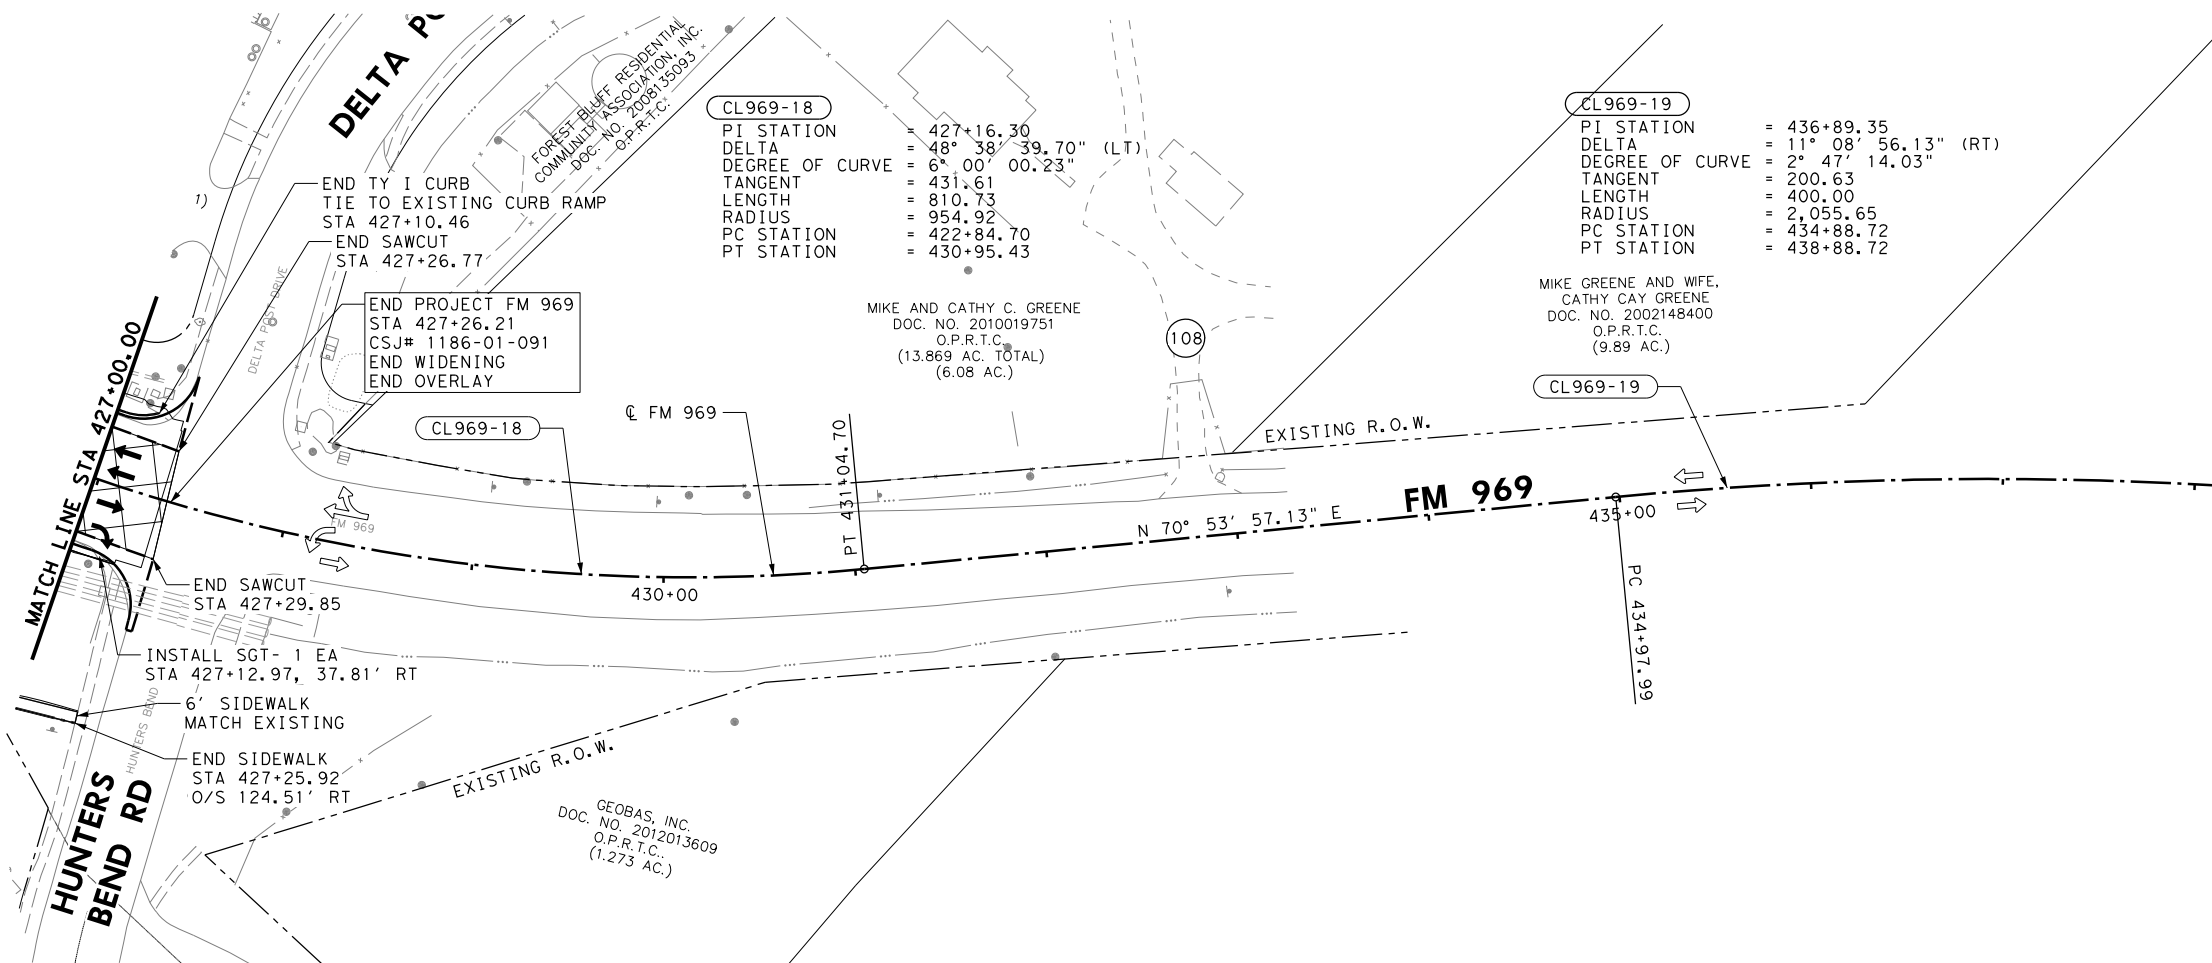 DELTA PO
FOREST BLUFF RESIDENTIAL
COMMUNITY ASSOCIATION, INC.
DOC. NO. 2008135093
O.P.R.T.C.
CL969-18
PI STATION = 427+16.30
DELTA = 48° 38' 39.70" (LT)
DEGREE OF CURVE = 6° 00' 00.23"
TANGENT = 431.61
LENGTH = 810.73
RADIUS = 954.92
PC STATION = 422+84.70
PT STATION = 430+95.43
CL969-19
PI STATION = 436+89.35
DELTA = 11° 08' 56.13" (RT)
DEGREE OF CURVE = 2° 47' 14.03"
TANGENT = 200.63
LENGTH = 400.00
RADIUS = 2,055.65
PC STATION = 434+88.72
PT STATION = 438+88.72
1)
END TY I CURB
TIE TO EXISTING CURB RAMP
STA 427+10.46
END SAWCUT
STA 427+26.77
DELTA POST DRIVE
END PROJECT FM 969
STA 427+26.21
CSJ# 1186-01-091
END WIDENING
END OVERLAY
MIKE AND CATHY C. GREENE
DOC. NO. 2010019751
O.P.R.T.C.
(13.869 AC. TOTAL)
(6.08 AC.)
108
MIKE GREENE AND WIFE,
CATHY CAY GREENE
DOC. NO. 2002148400
O.P.R.T.C.
(9.89 AC.)
CL969-19
MATCH LINE STA 427+00.00
CL969-18
℄ FM 969
PT 431+04.70
EXISTING R.O.W.
FM 969
N 70° 53' 57.13" E
FM 969
435+00
PC 434+97.99
430+00
END SAWCUT
STA 427+29.85
INSTALL SGT- 1 EA
STA 427+12.97, 37.81' RT
6' SIDEWALK
MATCH EXISTING
HUNTERS BEND
END SIDEWALK
STA 427+25.92
O/S 124.51' RT
EXISTING R.O.W.
HUNTERS
BEND RD
GEOBAS, INC.
DOC. NO. 2012013609
O.P.R.T.C..
(1.273 AC.)